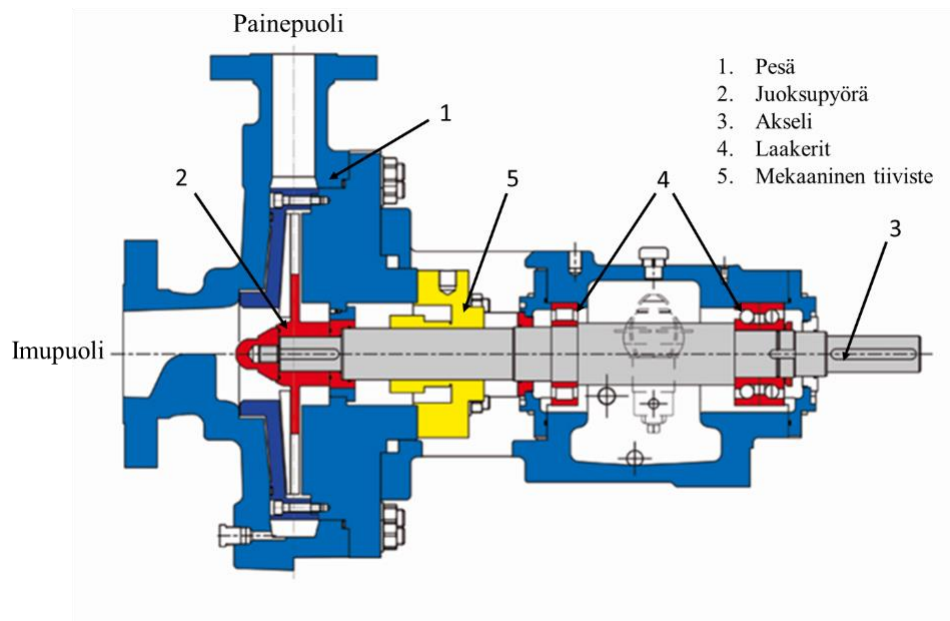 Painepuoli
1. Pesä
2. Juoksupyörä
3. Akseli
4. Laakerit
5. Mekaaninen tiiviste
1
2
5
4
3
Imupuoli